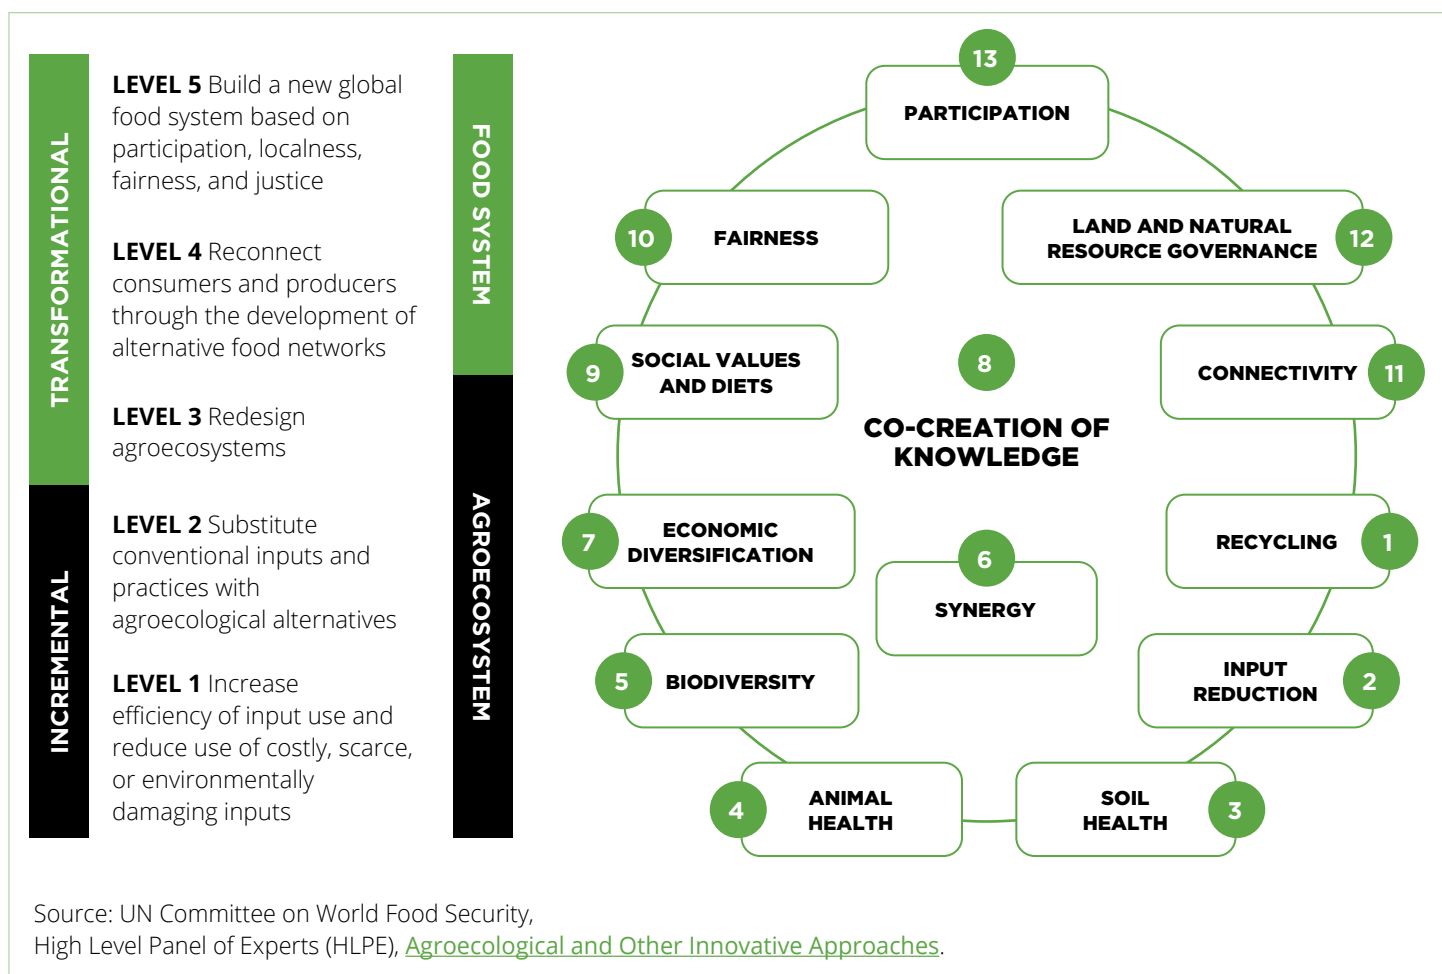 TRANSFORMATIONAL
INCREMENTAL
LEVEL 5 Build a new global
food system based on
participation, localness,
fairness, and justice
LEVEL 4 Reconnect
consumers and producers
through the development of
alternative food networks
LEVEL 3 Redesign
agroecosystems
LEVEL 2 Substitute
conventional inputs and
practices with
agroecological alternatives
LEVEL 1 Increase
efficiency of input use and
reduce use of costly, scarce,
or environmentally
damaging inputs
FOOD SYSTEM
AGROECOSYSTEM
13
PARTICIPATION
10
FAIRNESS
LAND AND NATURAL
RESOURCE GOVERNANCE
12
9
SOCIAL VALUES
AND DIETS
8
CO-CREATION OF
KNOWLEDGE
CONNECTIVITY
11
7
ECONOMIC
DIVERSIFICATION
6
SYNERGY
RECYCLING
1
5
BIODIVERSITY
INPUT
REDUCTION
2
4
ANIMAL
HEALTH
SOIL
HEALTH
3
Source: UN Committee on World Food Security,
High Level Panel of Experts (HLPE), Agroecological and Other Innovative Approaches.